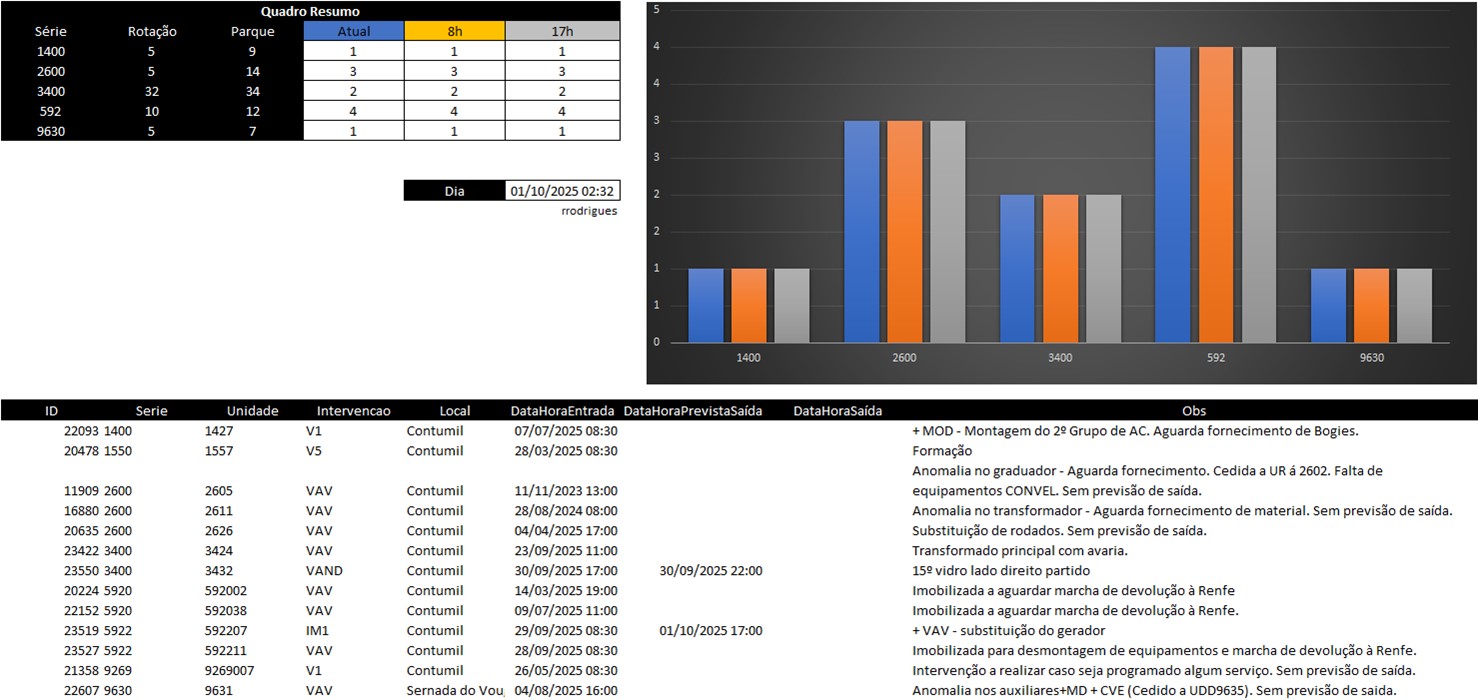 Quadro Resumo
Série Rotação Parque Atual 8h 17h
1400 5 9 1 1 1
2600 5 14 3 3 3
3400 32 34 2 2 2
592 10 12 4 4 4
9630 5 7 1 1 1
Dia 01/10/2025 02:32
rrodrigues
5
4
4
3
3
2
2
1
1
0
1400 2600 3400 592 9630
ID Serie Unidade Intervencao Local DataHoraEntrada DataHoraPrevistaSaída DataHoraSaída Obs
22093 1400 1427 V1 Contumil 07/07/2025 08:30 + MOD - Montagem do 2º Grupo de AC. Aguarda fornecimento de Bogies.
20478 1550 1557 V5 Contumil 28/03/2025 08:30 Formação
Anomalia no graduador - Aguarda fornecimento. Cedida a UR á 2602. Falta de
11909 2600 2605 VAV Contumil 11/11/2023 13:00 equipamentos CONVEL. Sem previsão de saída.
16880 2600 2611 VAV Contumil 28/08/2024 08:00 Anomalia no transformador - Aguarda fornecimento de material. Sem previsão de saída.
20635 2600 2626 VAV Contumil 04/04/2025 17:00 Substituição de rodados. Sem previsão de saída.
23422 3400 3424 VAV Contumil 23/09/2025 11:00 Transformado principal com avaria.
23550 3400 3432 VAND Contumil 30/09/2025 17:00 30/09/2025 22:00 15º vidro lado direito partido
20224 5920 592002 VAV Contumil 14/03/2025 19:00 Imobilizada a aguardar marcha de devolução à Renfe
22152 5920 592038 VAV Contumil 09/07/2025 11:00 Imobilizada a aguardar marcha de devolução à Renfe.
23519 5922 592207 IM1 Contumil 29/09/2025 08:30 01/10/2025 17:00 + VAV - substituição do gerador
23527 5922 592211 VAV Contumil 28/09/2025 08:30 Imobilizada para desmontagem de equipamentos e marcha de devolução à Renfe.
21358 9269 9269007 V1 Contumil 26/05/2025 08:30 Intervenção a realizar caso seja programado algum serviço. Sem previsão de saída.
22607 9630 9631 VAV Sernada do Vou 04/08/2025 16:00 Anomalia nos auxiliares+MD + CVE (Cedido a UDD9635). Sem previsão de saida.